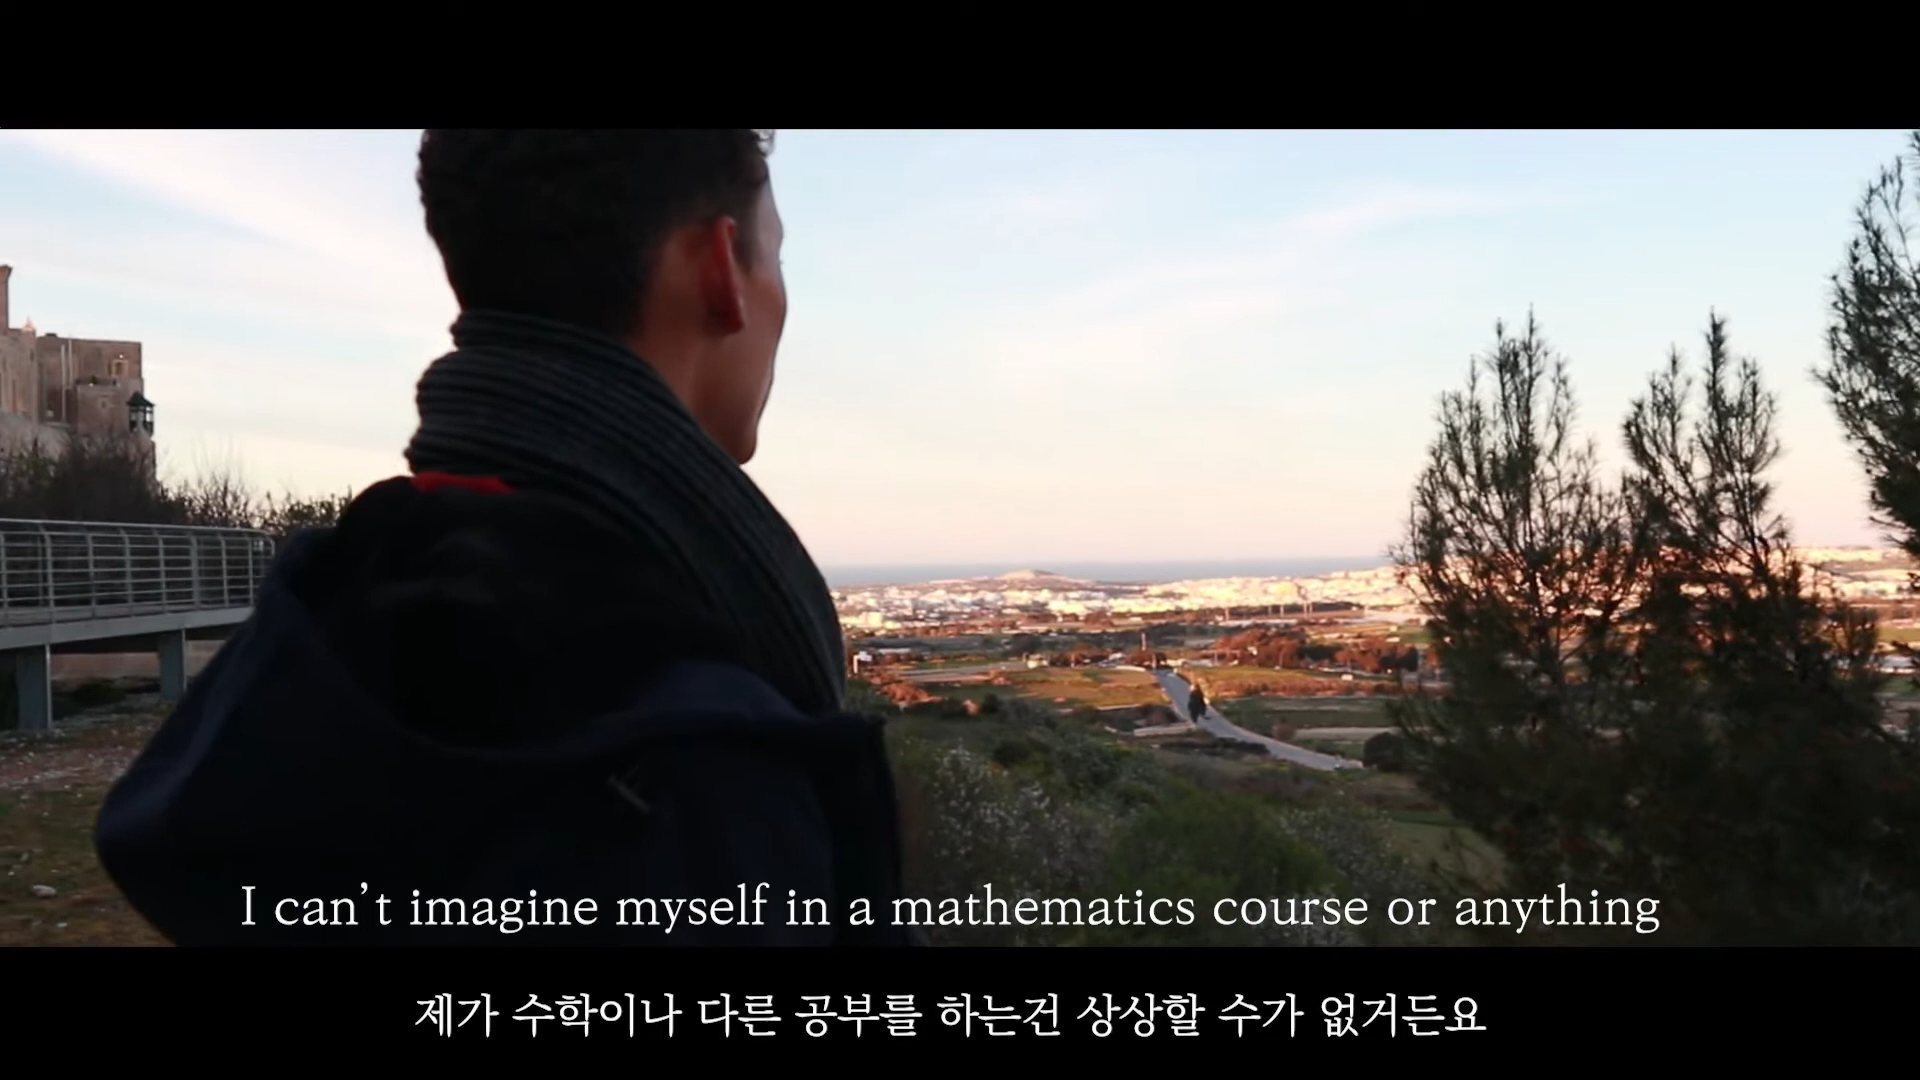 I can’t imagine myself in a mathematics course or anything
제가 수학이나 다른 공부를 하는건 상상할 수가 없거든요